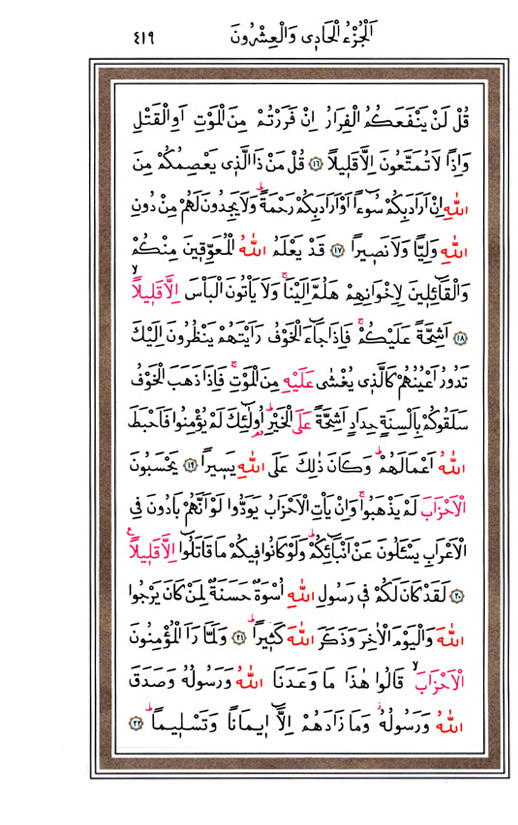 اَلْجُزْءُ الْحَادِى وَالْعِشْرُونَ ٤١٩
قُلْ لَنْ يَنْفَعَكُمُ الْفِرَارُ اِنْ فَرَرْتُمْ مِنَ الْمَوْتِ اَوِ الْقَتْلِ
وَاِذًا لَا تُمَتَّعُونَ اِلَّا قَلِيلًا ﴿١٦﴾ قُلْ مَنْ ذَا الَّذٖى يَعْصِمُكُمْ مِنَ
اللّٰهِ اِنْ اَرَادَ بِكُمْ سُٓوءًا اَوْ اَرَادَ بِكُمْ رَحْمَةًؕ وَلَا يَجِدُونَ لَهُمْ مِنْ دُونِ
اللّٰهِ وَلِيًّا وَلَا نَصٖيرًا ﴿١٧﴾ قَدْ يَعْلَمُ اللّٰهُ الْمُعَوِّقٖينَ مِنْكُمْ
وَالْقَٓائِلٖينَ لِاِخْوَانِهِمْ هَلُمَّ اِلَيْنَاۚ وَلَا يَاْتُونَ الْبَاْسَ اِلَّا قَلٖيلًاۙ
﴿١٨﴾ اَشِحَّةً عَلَيْكُمْۚ فَاِذَا جَٓاءَ الْخَوْفُ رَاَيْتَهُمْ يَنْظُرُونَ اِلَيْكَ
تَدُورُ اَعْيُنُهُمْ كَالَّذٖى يُغْشٰى عَلَيْهِ مِنَ الْمَوْتِۚ فَاِذَا ذَهَبَ الْخَوْفُ
سَلَقُوكُمْ بِاَلْسِنَةٍ حِدَادٍ اَشِحَّةً عَلَى الْخَيْرِؕ اُو۬لٰٓئِكَ لَمْ يُؤْمِنُوا فَاَحْبَطَ
اللّٰهُ اَعْمَالَهُمْؕ وَكَانَ ذٰلِكَ عَلَى اللّٰهِ يَسٖيرًا ﴿١٩﴾ يَحْسَبُونَ
الْاَحْزَابَ لَمْ يَذْهَبُواۚ وَاِنْ يَاْتِ الْاَحْزَابُ يَوَدُّوا لَوْ اَنَّهُمْ بَادُونَ فِى
الْاَعْرَابِ يَسْـَٔلُونَ عَنْ اَنْبَٓائِكُمْؕ وَلَوْ كَانُوا فٖيكُمْ مَا قَاتَلُٓوا اِلَّا قَلٖيلًاࣖ
﴿٢٠﴾ لَقَدْ كَانَ لَكُمْ فٖى رَسُولِ اللّٰهِ اُسْوَةٌ حَسَنَةٌ لِمَنْ كَانَ يَرْجُوا
اللّٰهَ وَالْيَوْمَ الْاٰخِرَ وَذَكَرَ اللّٰهَ كَثٖيرًاؕ ﴿٢١﴾ وَلَمَّا رَاَ الْمُؤْمِنُونَ
الْاَحْزَابَۙ قَالُوا هٰذَا مَا وَعَدَنَا اللّٰهُ وَرَسُولُهُ وَصَدَقَ
اللّٰهُ وَرَسُولُهُؗ وَمَا زَادَهُمْ اِلَّٓا اٖيمَانًا وَتَسْلٖيمًاؕ ﴿٢٢﴾